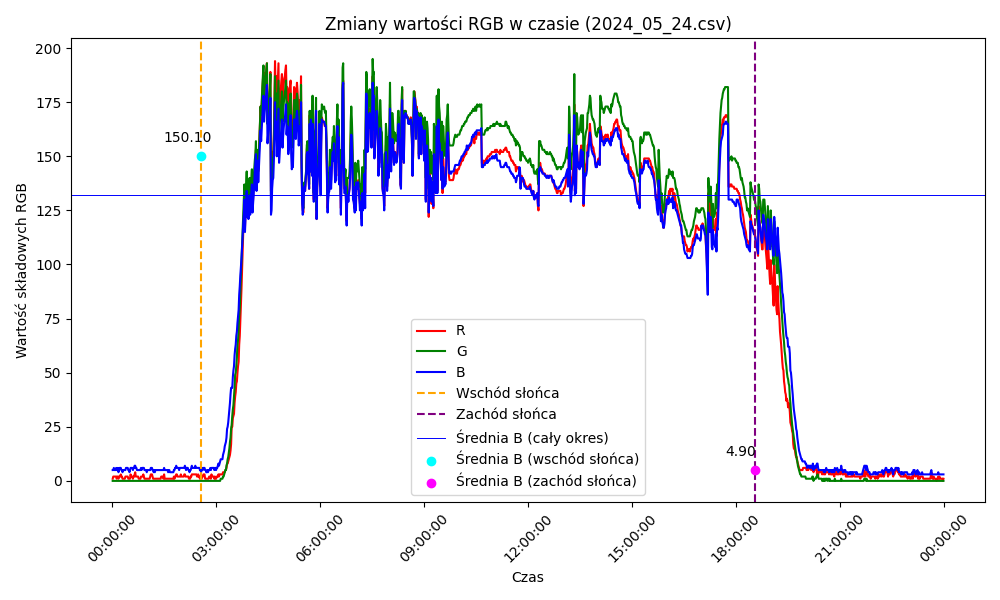 Zmiany wartości RGB w czasie (2024_05_24.csv)
Wartość składowych RGB
200
175
150
125
100
75
50
25
0
150.10
4.90
R
G
B
Wschód słońca
Zachód słońca
Średnia B (cały okres)
Średnia B (wschód słońca)
Średnia B (zachód słońca)
00:00:00
03:00:00
06:00:00
09:00:00
12:00:00
15:00:00
18:00:00
21:00:00
00:00:00
Czas